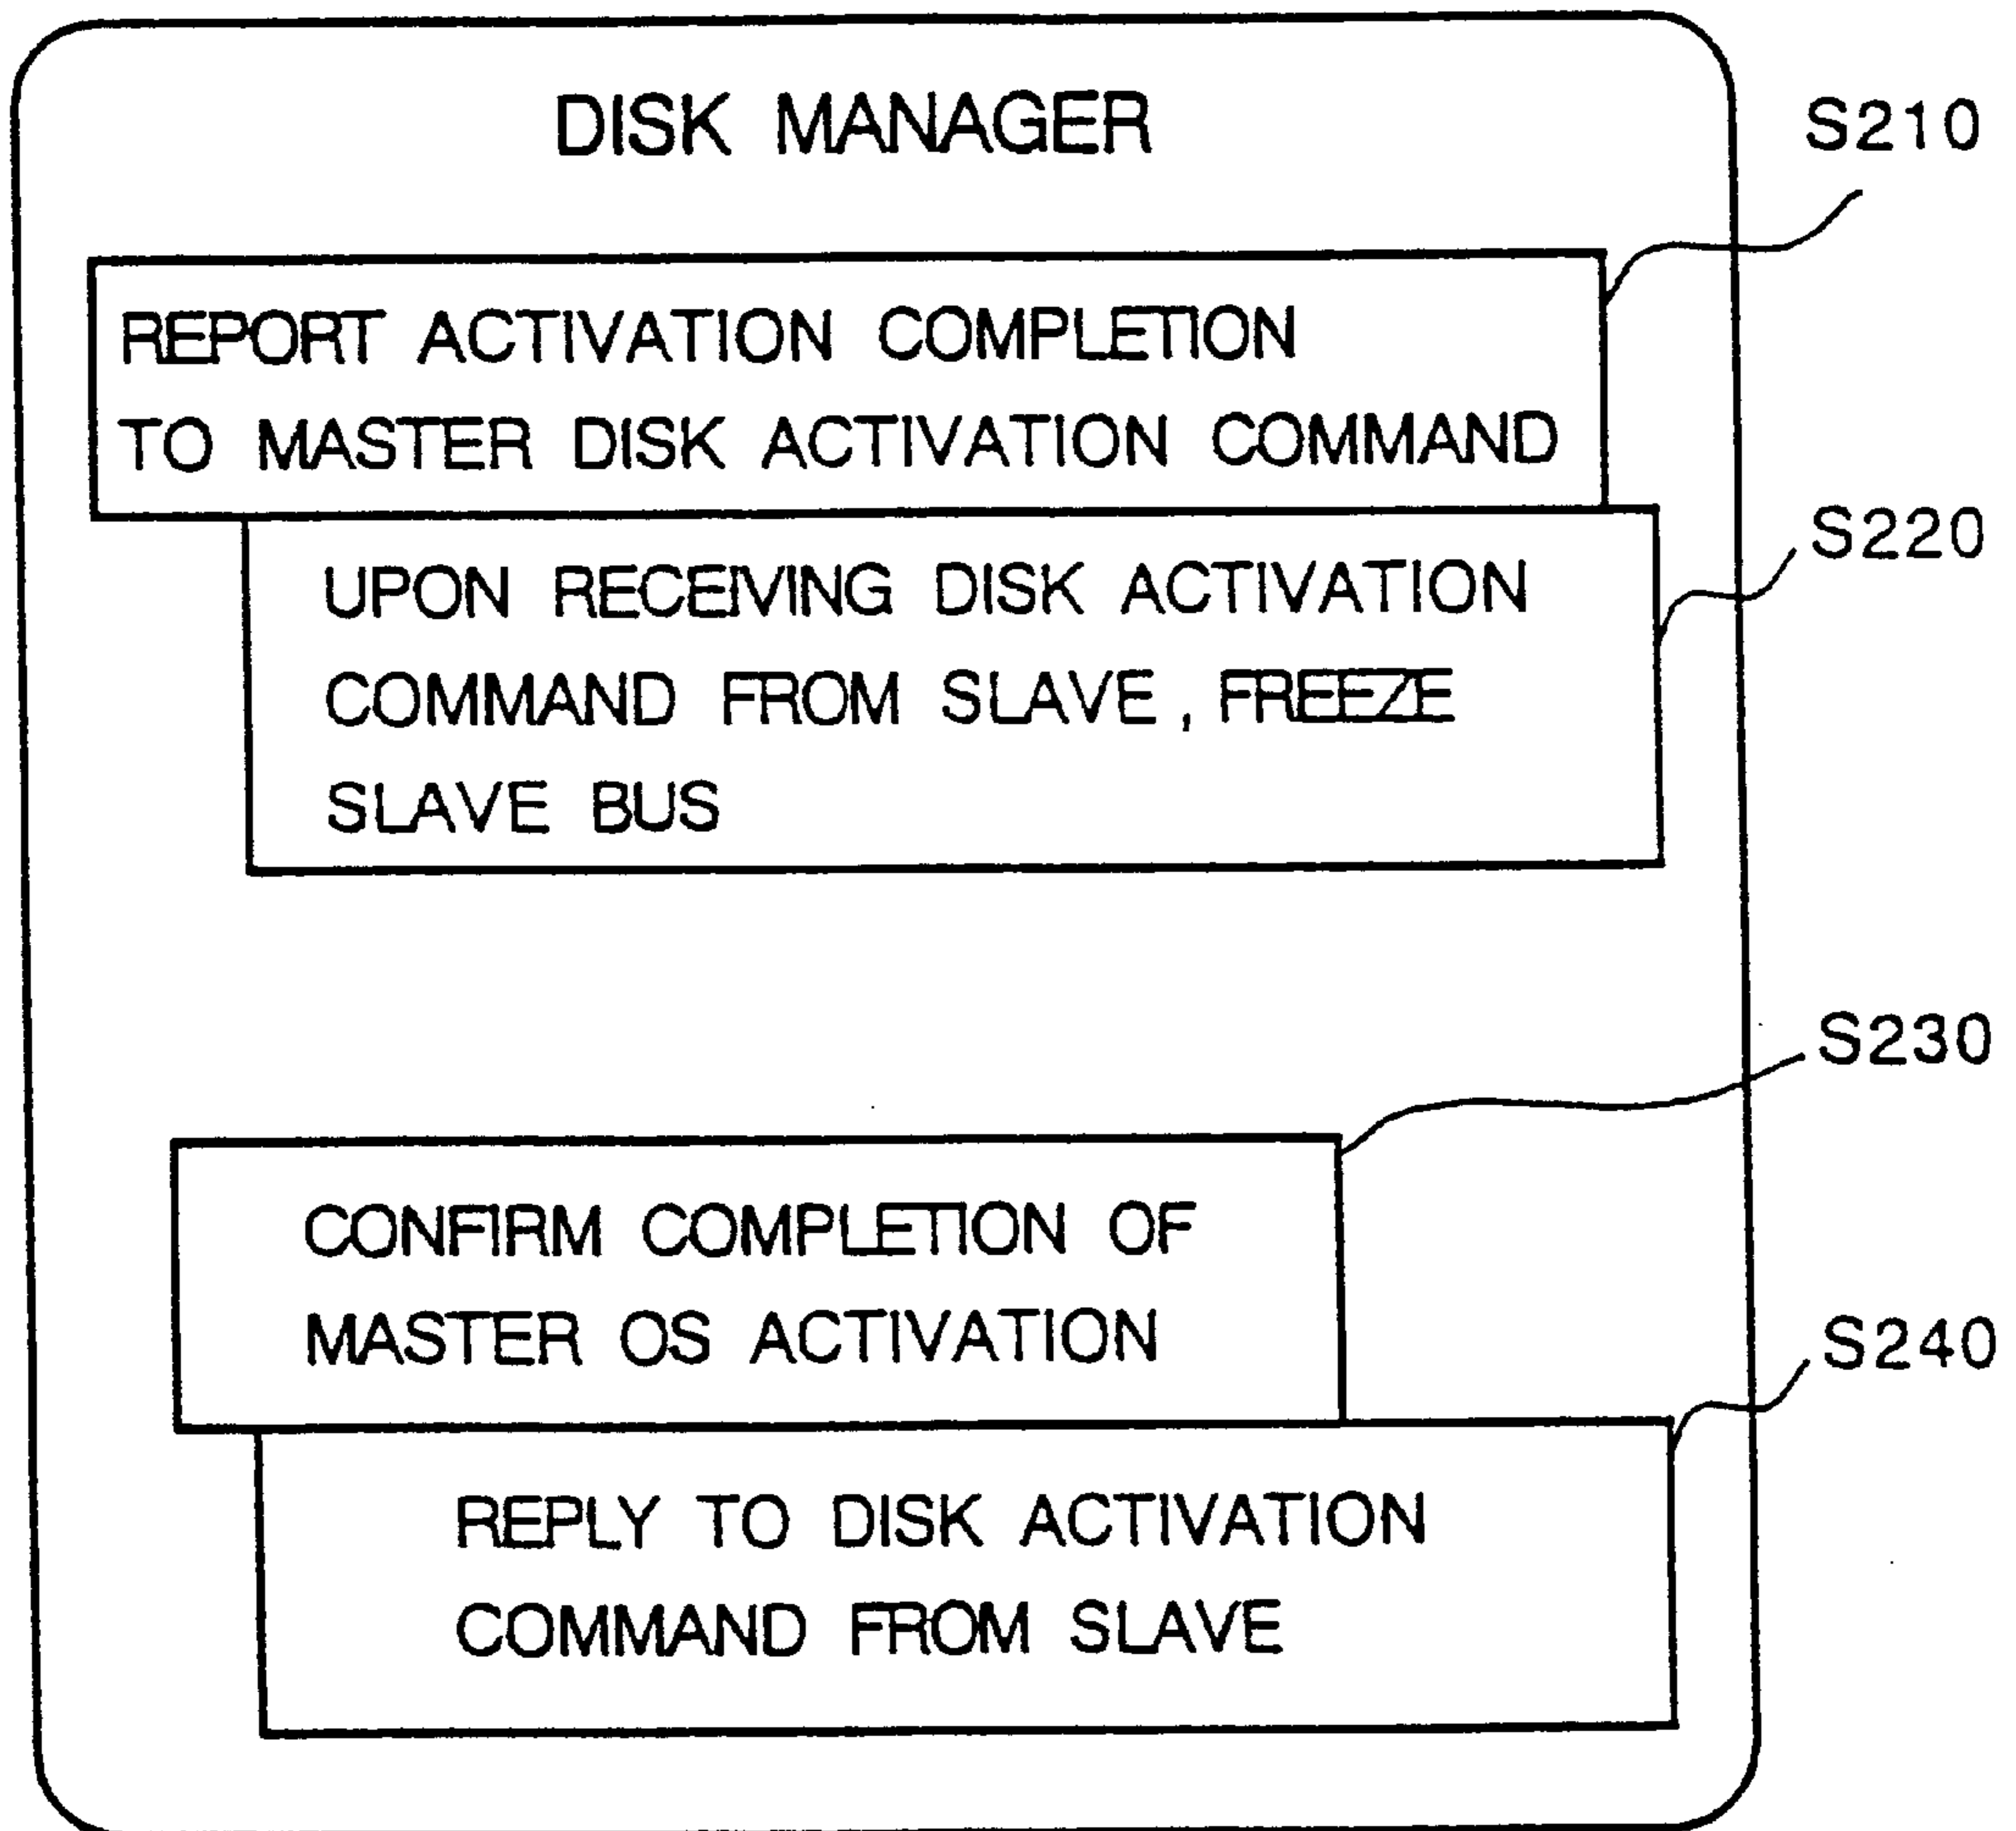 DISK MANAGER
S210
REPORT ACTIVATION COMPLETION
TO MASTER DISK ACTIVATION COMMAND
S220
UPON RECEIVING DISK ACTIVATION
COMMAND FROM SLAVE, FREEZE
SLAVE BUS
S230
CONFIRM COMPLETION OF
MASTER OS ACTIVATION
S240
REPLY TO DISK ACTIVATION
COMMAND FROM SLAVE